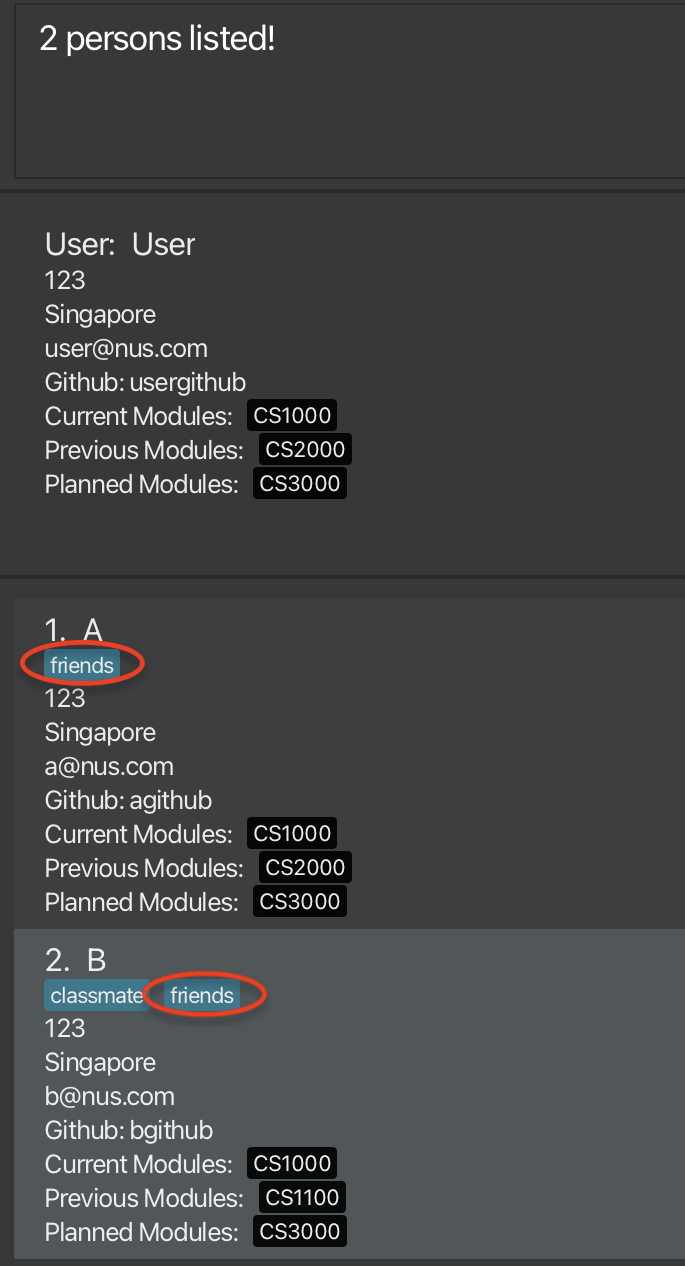 2 persons listed!
User: User
123
Singapore
user@nus.com
Github: usergithub
Current Modules: CS1000
Previous Modules: CS2000
Planned Modules: CS3000
1. A
friends
123
Singapore
a@nus.com
Github: agithub
Current Modules: CS1000
Previous Modules: CS2000
Planned Modules: CS3000
2. B
classmate friends
123
Singapore
b@nus.com
Github: bgithub
Current Modules: CS1000
Previous Modules: CS1100
Planned Modules: CS3000